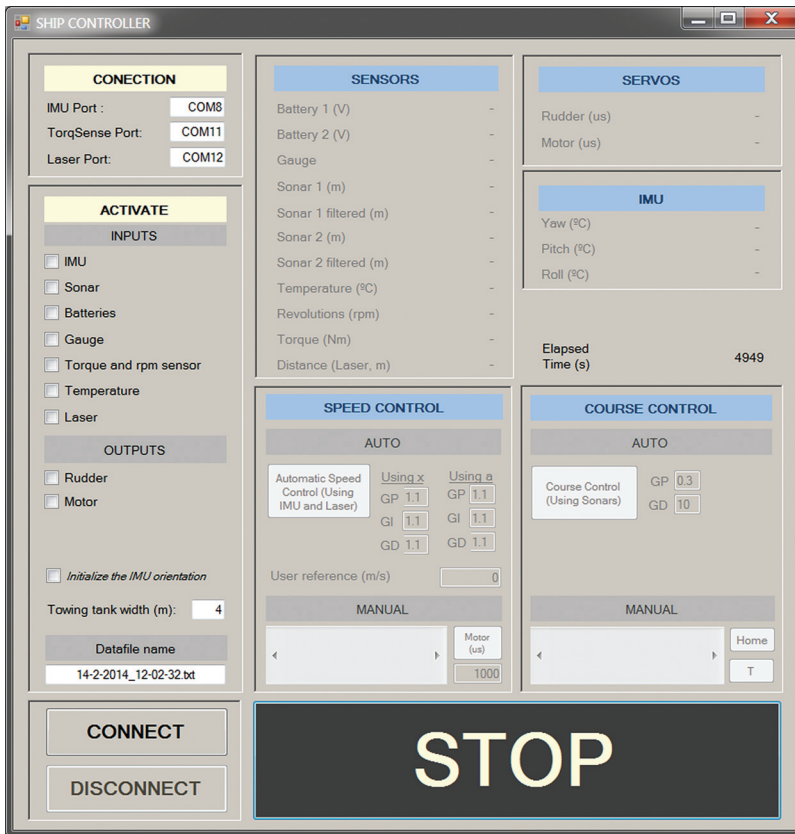 SHIP CONTROLLER
CONECTION
IMU Port : COM8
TorqSense Port: COM11
Laser Port: COM12
ACTIVATE
INPUTS
IMU
Sonar
Batteries
Gauge
Torque and rpm sensor
Temperature
Laser
OUTPUTS
Rudder
Motor
Initialize the IMU orientation
Towing tank width (m): 4
Datafile name
14-2-2014_12-02-32.txt
CONNECT
DISCONNECT
SENSORS
Battery 1 (V) -
Battery 2 (V) -
Gauge -
Sonar 1 (m) -
Sonar 1 filtered (m) -
Sonar 2 (m) -
Sonar 2 filtered (m) -
Temperature (ºC) -
Revolutions (rpm) -
Torque (Nm) -
Distance (Laser, m) -
SERVOS
Rudder (us) -
Motor (us) -
IMU
Yaw (ºC) -
Pitch (ºC) -
Roll (ºC) -
Elapsed
Time (s) 4949
SPEED CONTROL
AUTO
Automatic Speed
Control (Using
IMU and Laser)
Using x Using a
GP 1.1 GP 1.1
GI 1.1 GI 1.1
GD 1.1 GD 1.1
User reference (m/s) 0
MANUAL
Motor
(us)
1000
COURSE CONTROL
AUTO
Course Control
(Using Sonars)
GP 0.3
GD 10
MANUAL
Home
T
STOP